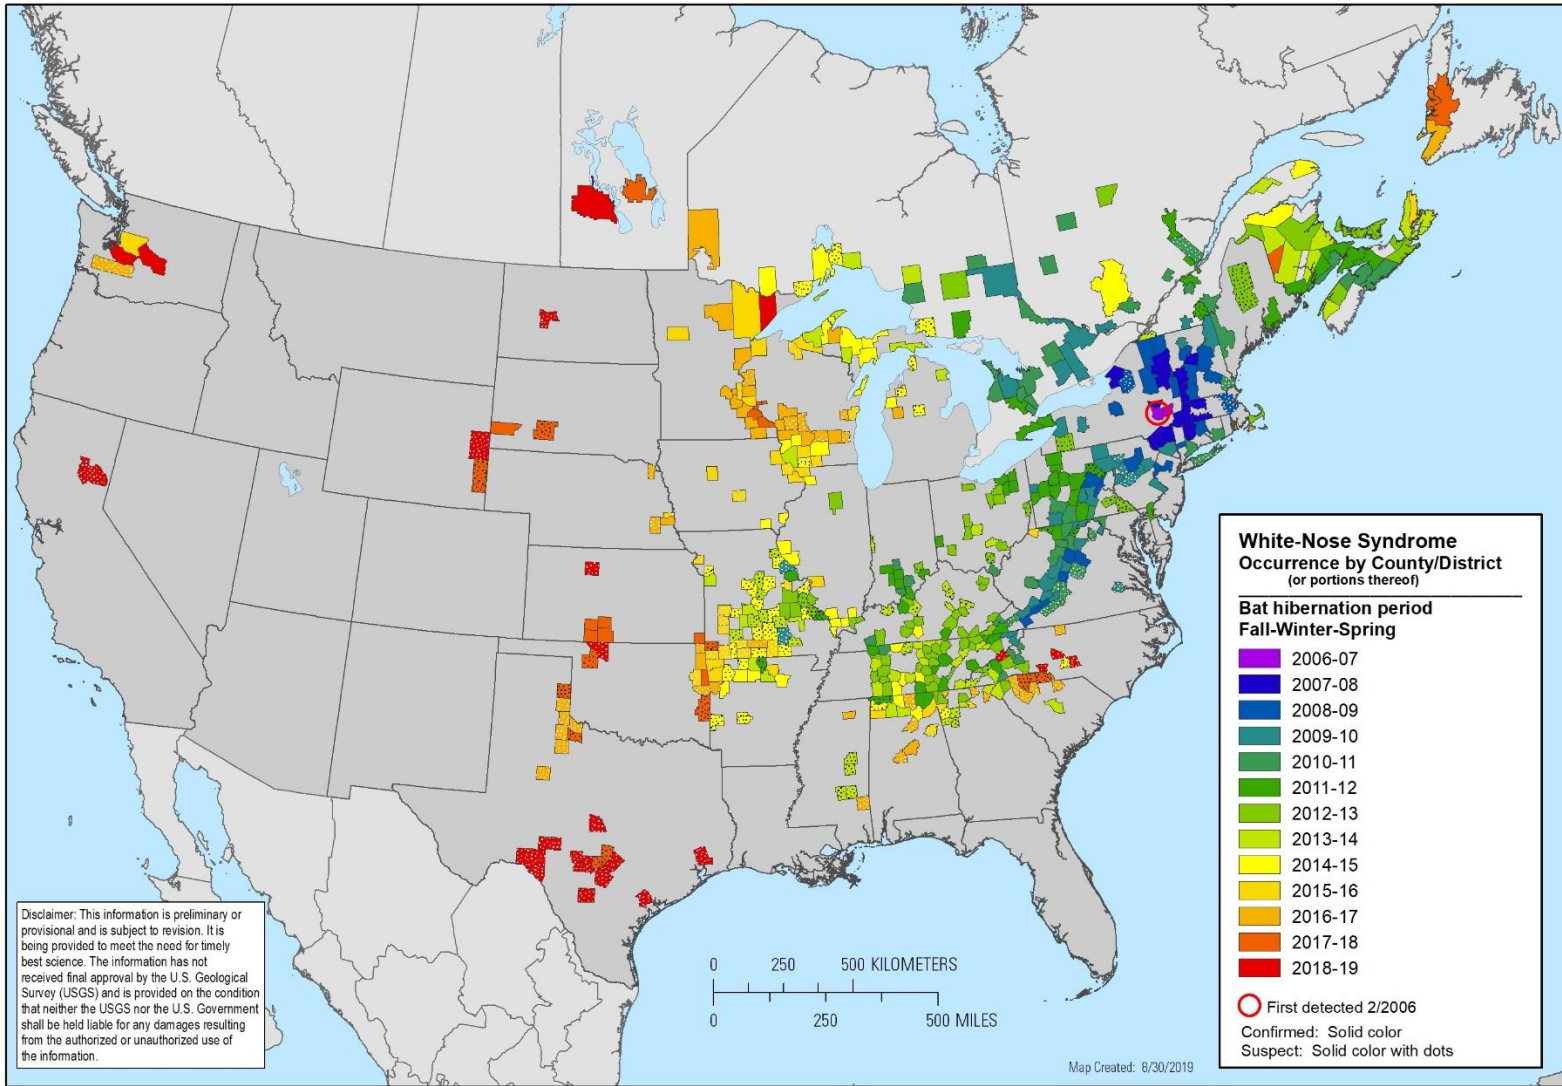 Disclaimer: This information is preliminary or
provisional and is subject to revision. It is
being provided to meet the need for timely
best science. The information has not
received final approval by the U.S. Geological
Survey (USGS) and is provided on the condition
that neither the USGS nor the U.S. Government
shall be held liable for any damages resulting
from the authorized or unauthorized use of
the information.
0 250 500 KILOMETERS
0 250 500 MILES
Map Created: 8/30/2019
White-Nose Syndrome
Occurrence by County/District
(or portions thereof)
Bat hibernation period
Fall-Winter-Spring
2006-07
2007-08
2008-09
2009-10
2010-11
2011-12
2012-13
2013-14
2014-15
2015-16
2016-17
2017-18
2018-19
First detected 2/2006
Confirmed: Solid color
Suspect: Solid color with dots